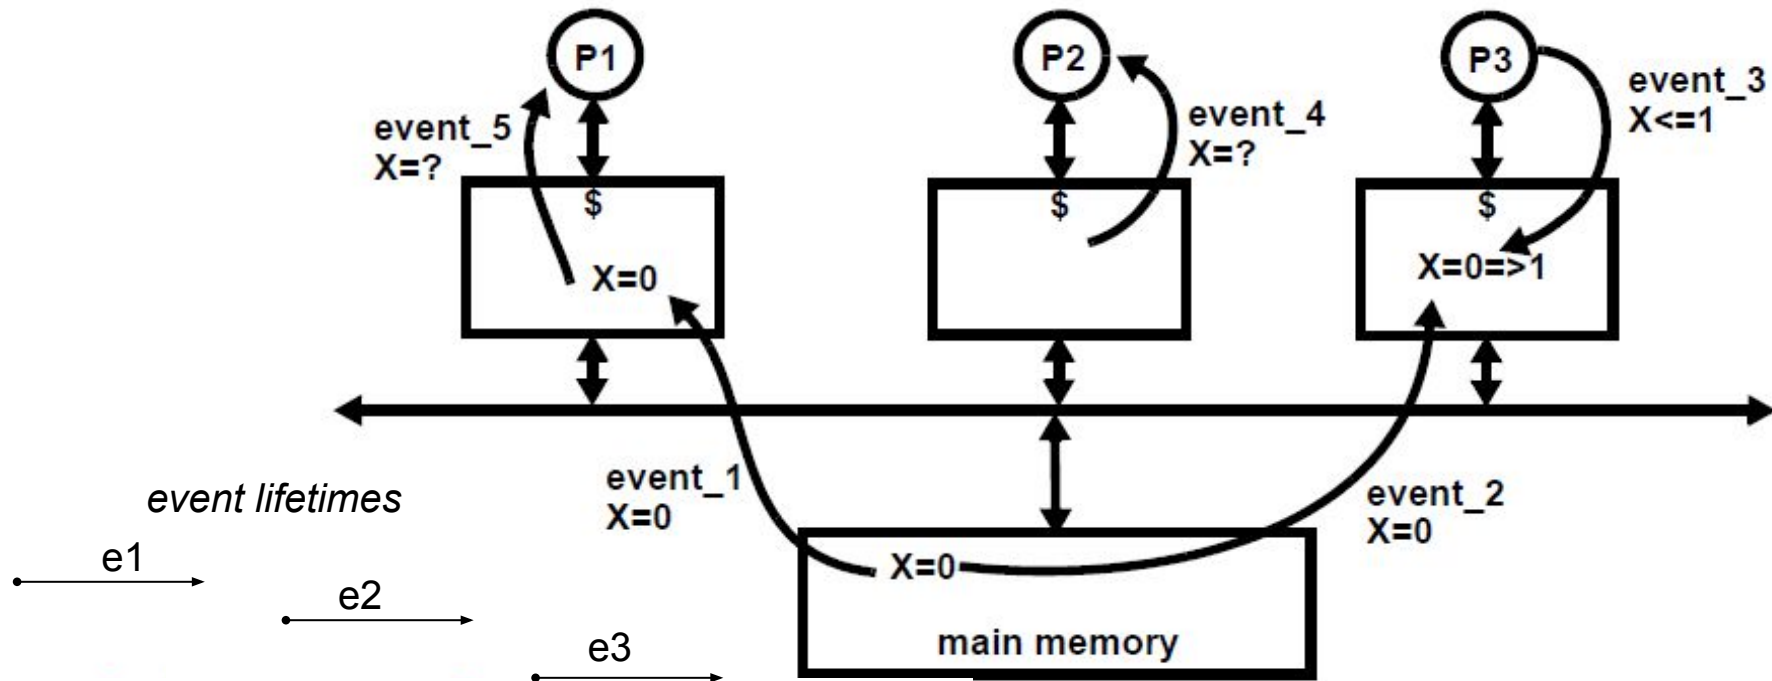 P1
P2
P3
event_3
X<=1
event_5
X=?
event_4
X=?
$
$
$
X=0
X=0=>1
event lifetimes
event_1
X=0
event_2
X=0
e1
X=0
e2
main memory
e3